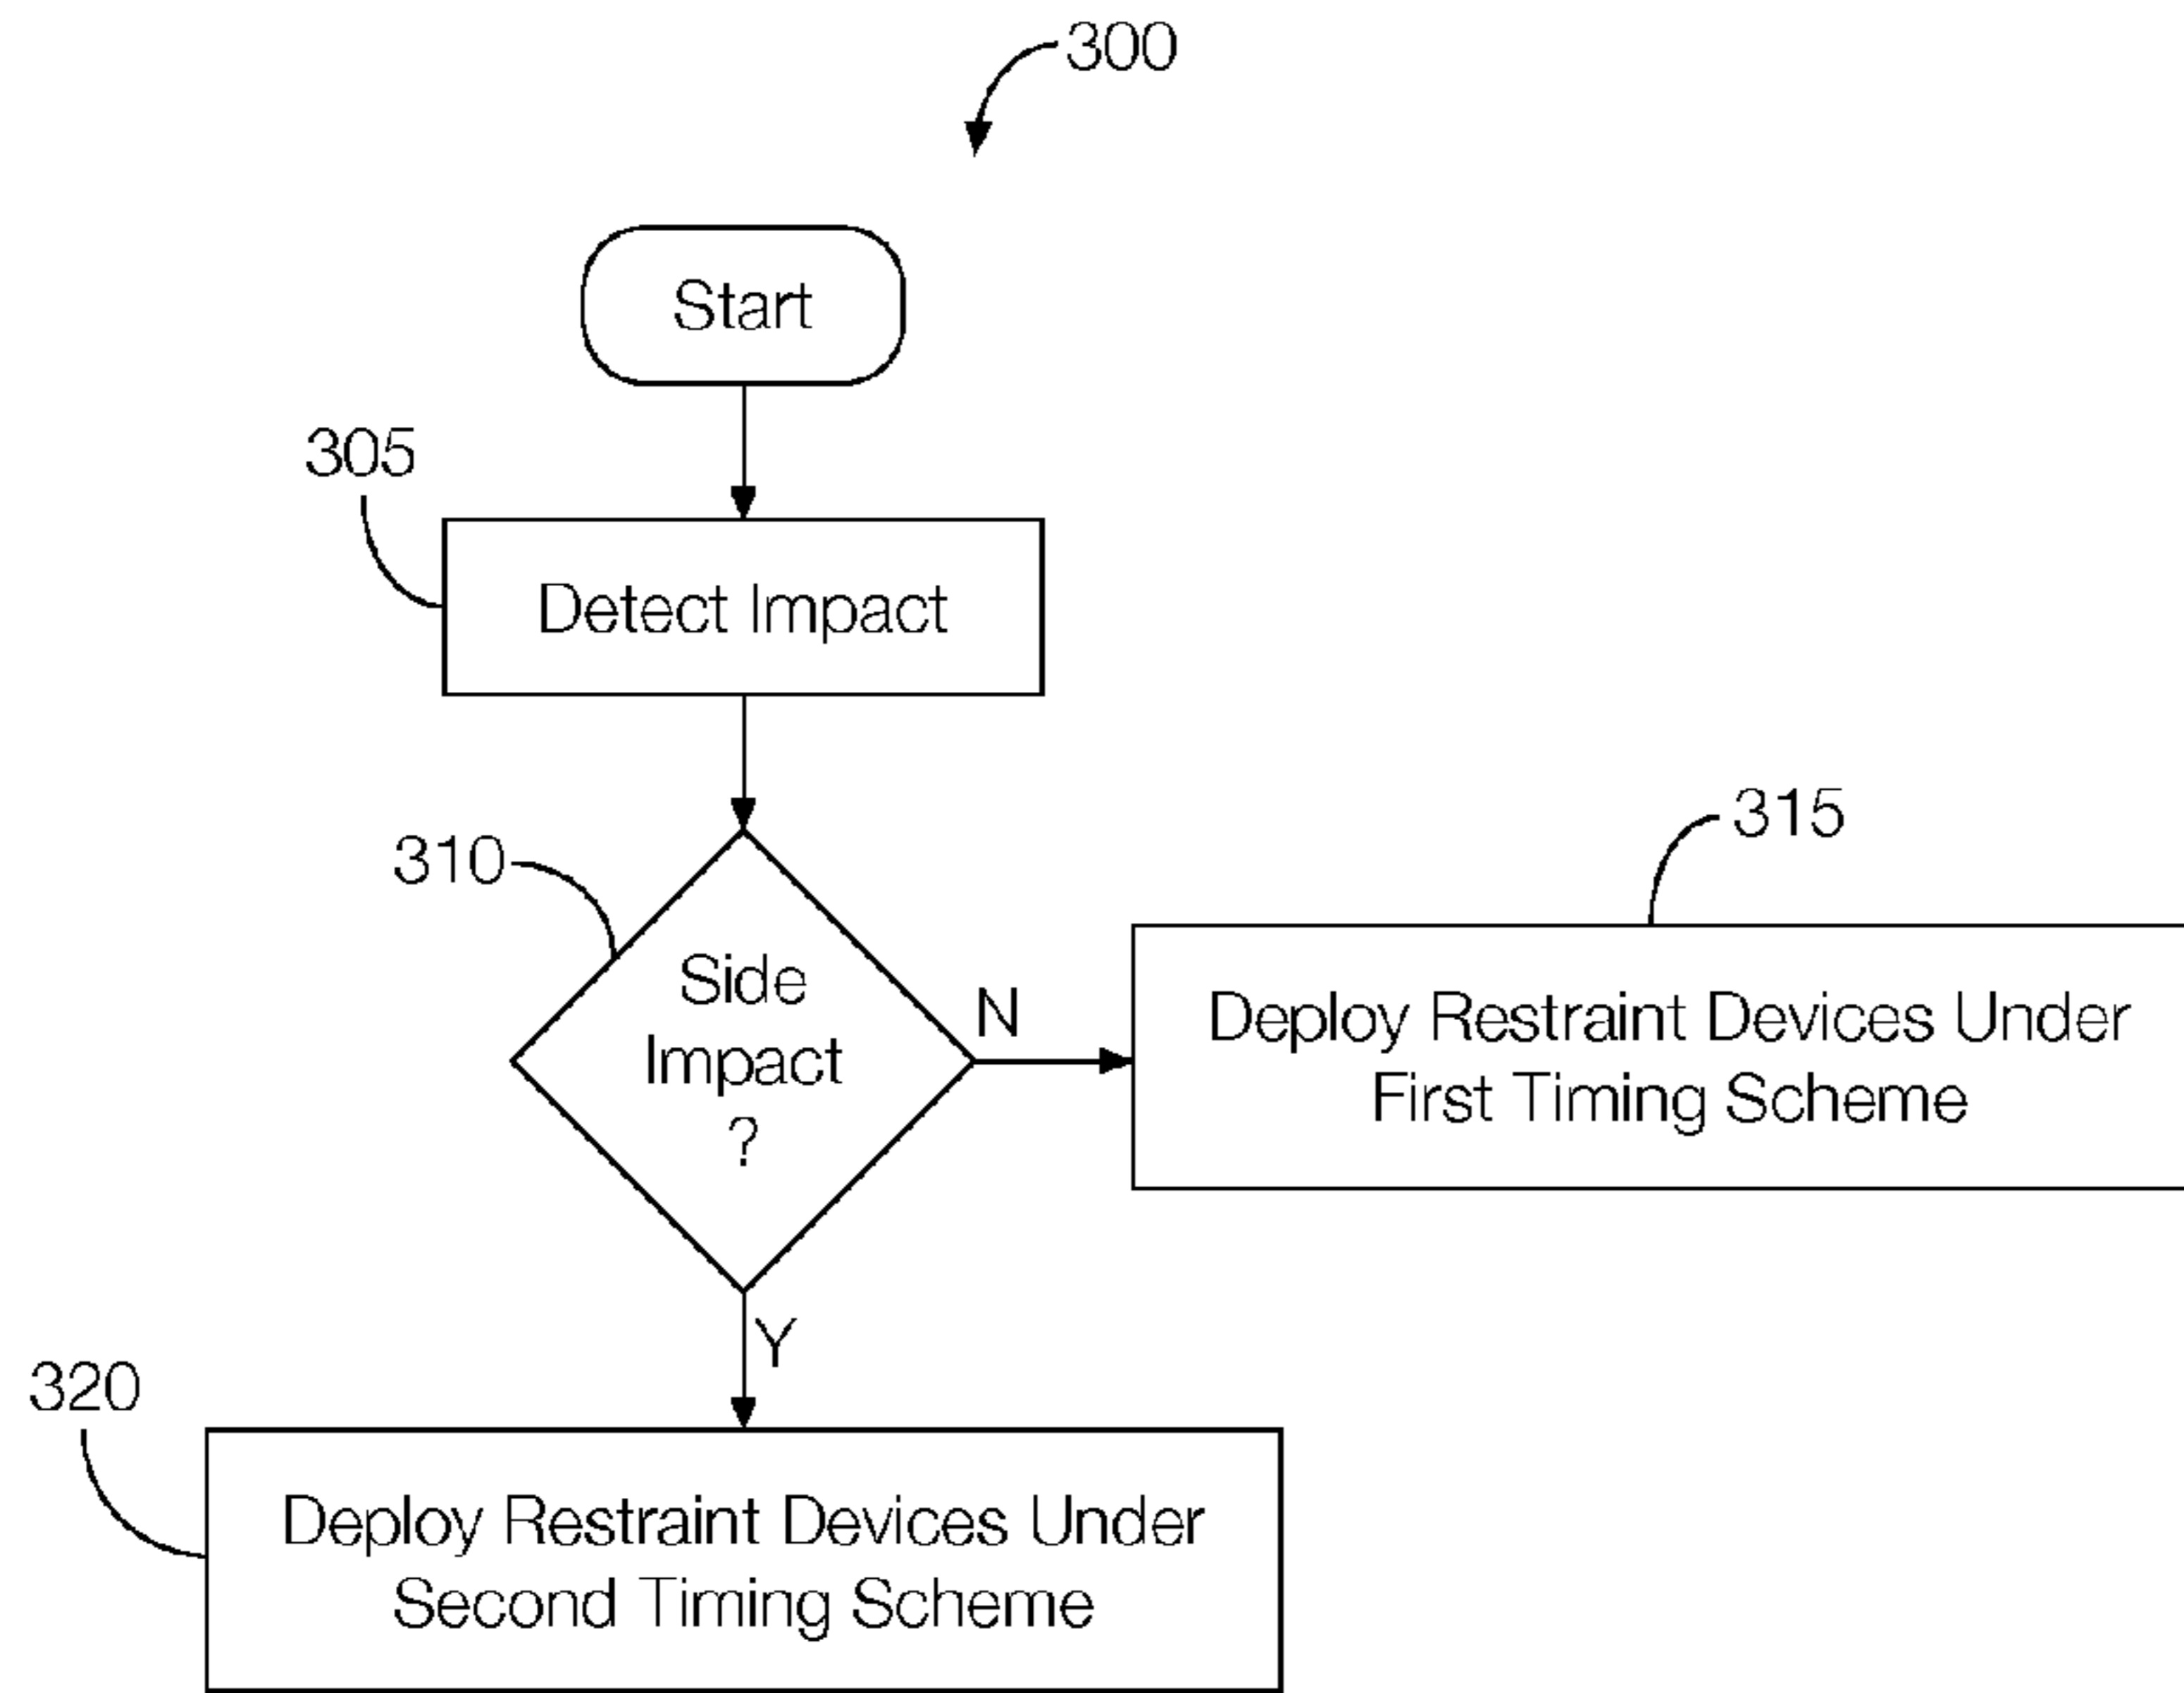 300
Start
305
Detect Impact
310
Side
Impact
?
N
315
Deploy Restraint Devices Under
First Timing Scheme
Y
320
Deploy Restraint Devices Under
Second Timing Scheme